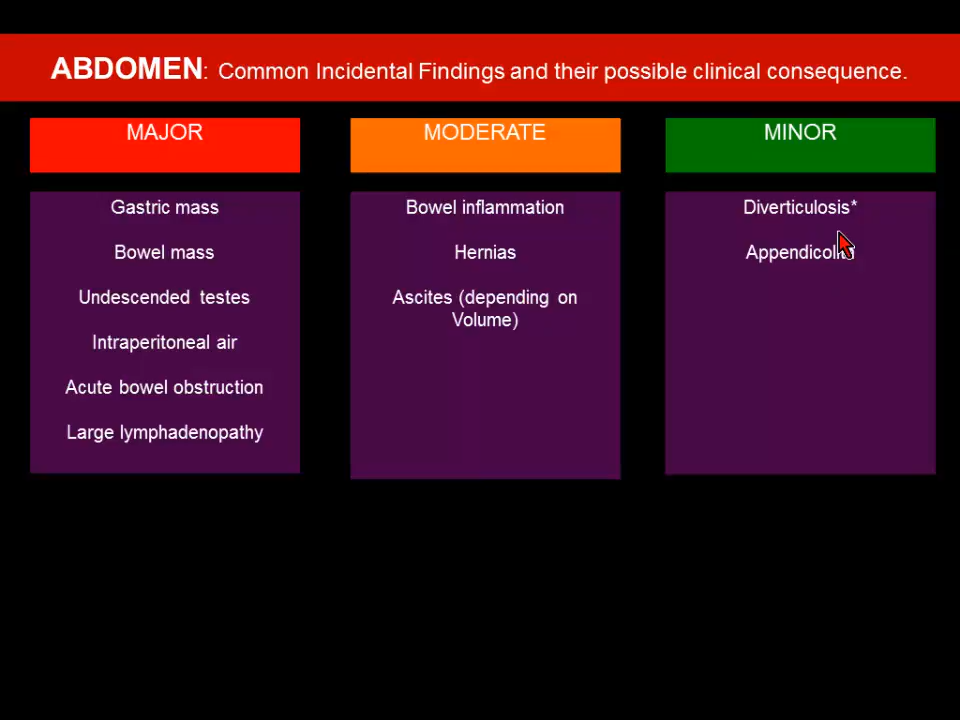 ABDOMEN: Common Incidental Findings and their possible clinical consequence.
MAJOR
Gastric mass
Bowel mass
Undescended testes
Intraperitoneal air
Acute bowel obstruction
Large lymphadenopathy
MODERATE
Bowel inflammation
Hernias
Ascites (depending on
Volume)
MINOR
Diverticulosis*